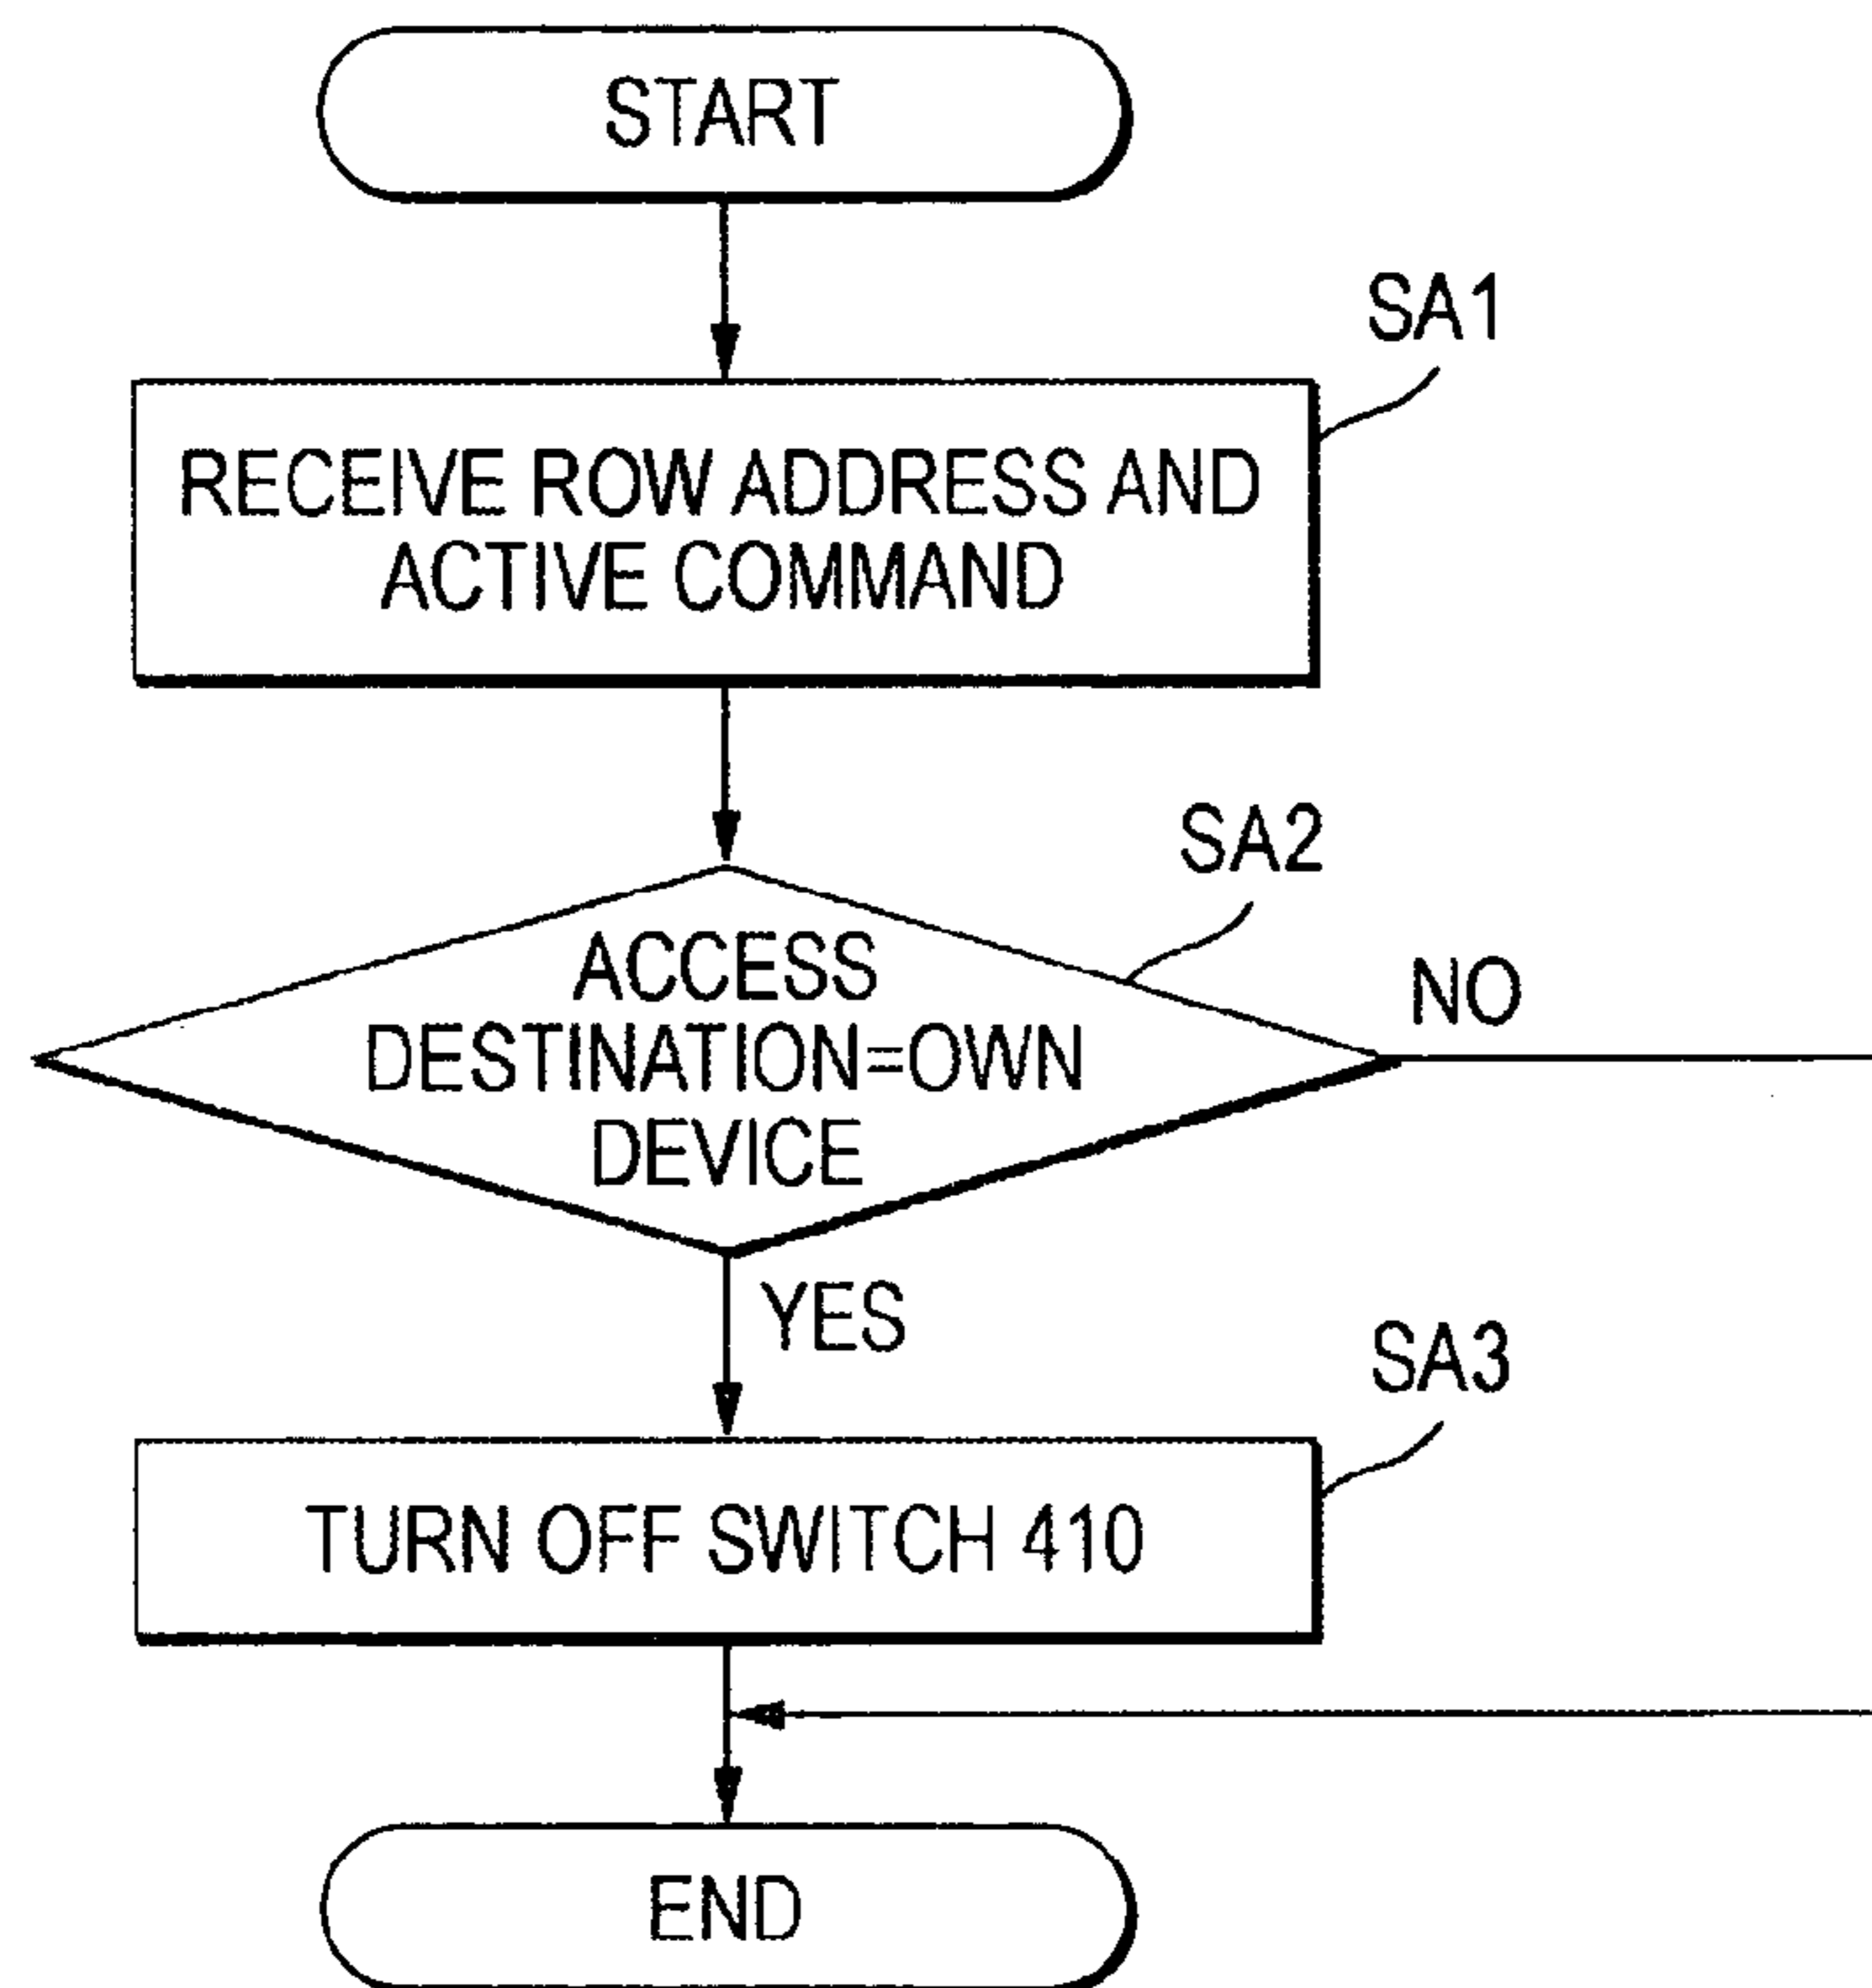 START
SA1
RECEIVE ROW ADDRESS AND
ACTIVE COMMAND
SA2
ACCESS
DESTINATION=OWN
DEVICE
NO
YES
SA3
TURN OFF SWITCH 410
END